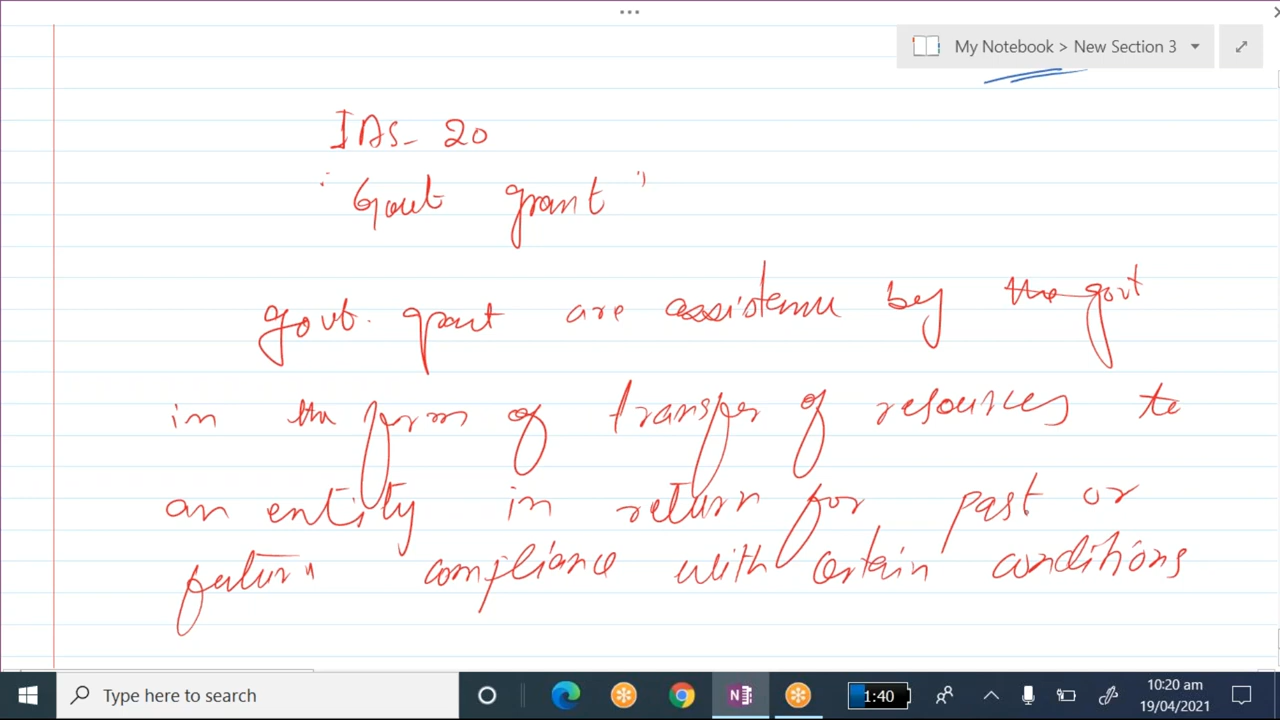 My Notebook > New Section 3
IAS- 20
"Govt grant"
govt. grant are assistance by the govt
in the form of transfer of resources to
an entity in return for past or
future compliance with certain conditions
Type here to search
1:40
10:20 am
19/04/2021